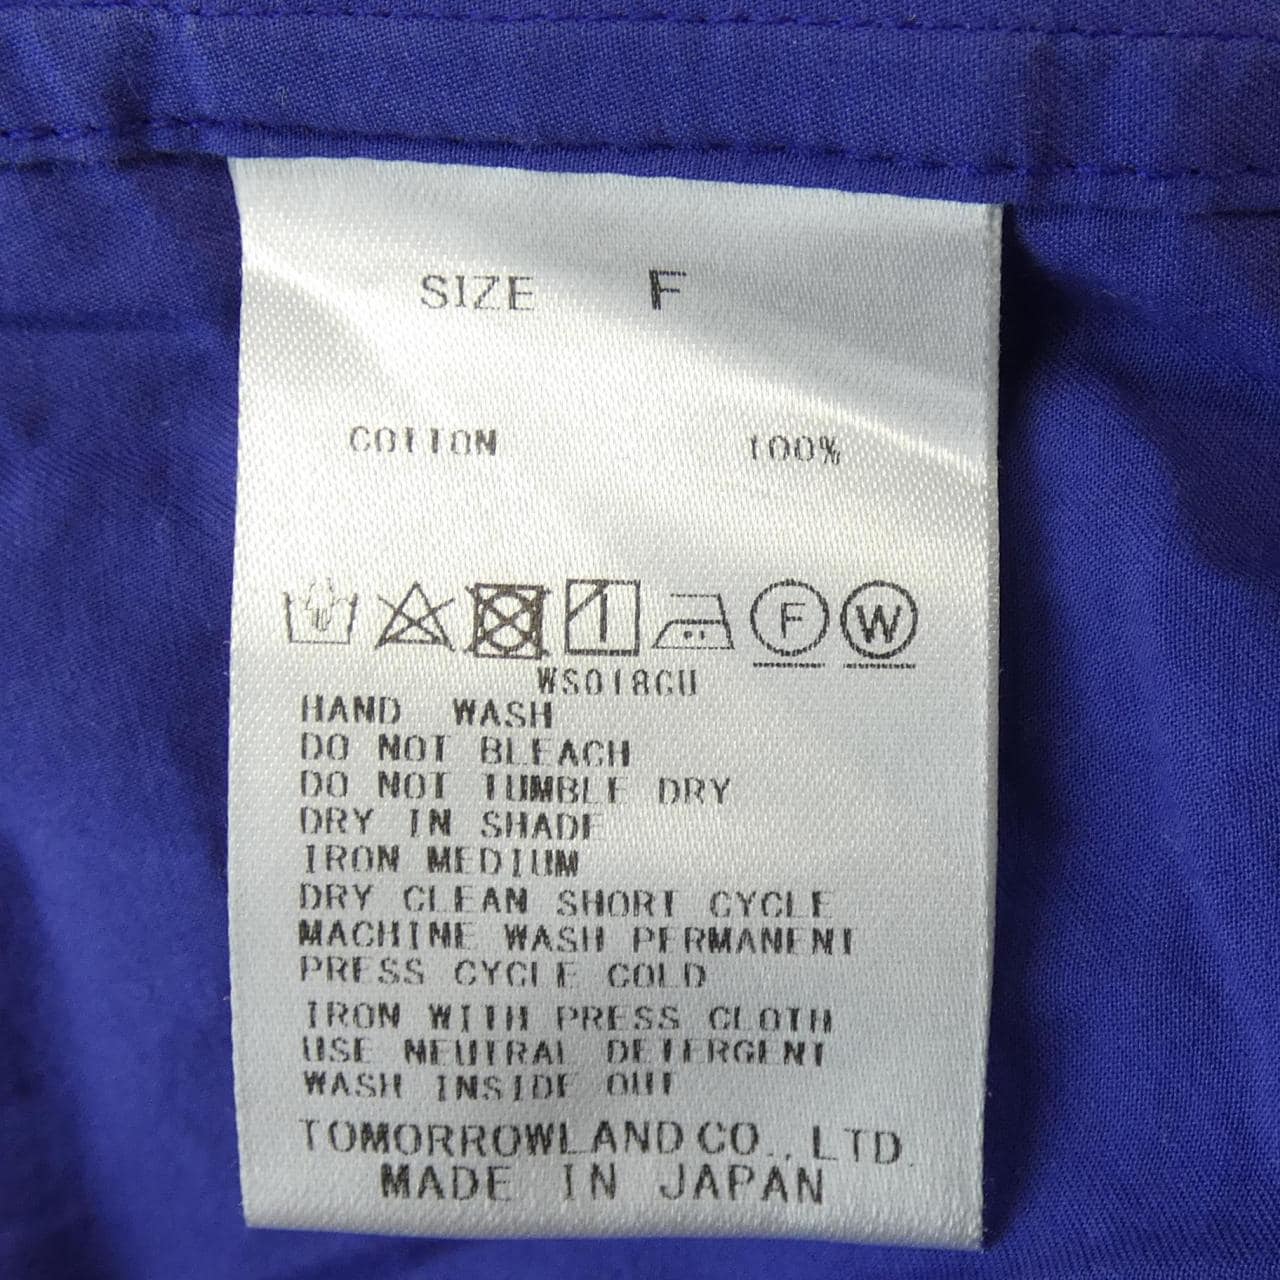 SIZE F
COTTON 100%
F W
WS018GU
HAND WASH
DO NOT BLEACH
DO NOT TUMBLE DRY
DRY IN SHADE
IRON MEDIUM
DRY CLEAN SHORT CYCLE
MACHINE WASH PERMANENT
PRESS CYCLE COLD
IRON WITH PRESS CLOTH
USE NEUTRAL DETERGENT
WASH INSIDE OUT
TOMORROWLAND CO., LTD.
MADE IN JAPAN